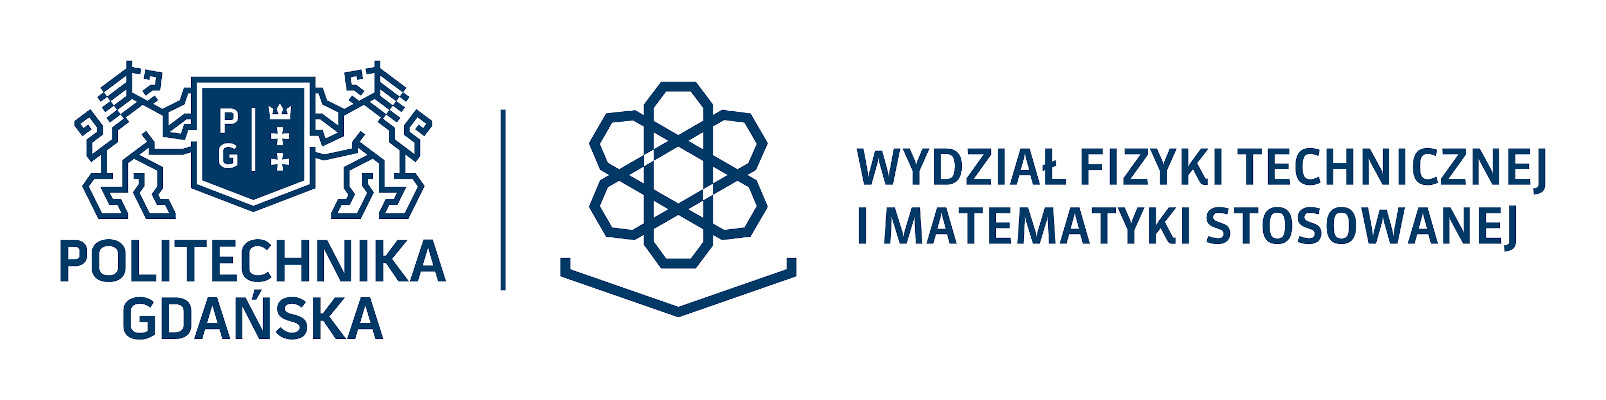 P
G
POLITECHNIKA
GDAŃSKA
WYDZIAŁ FIZYKI TECHNICZNEJ
I MATEMATYKI STOSOWANEJ